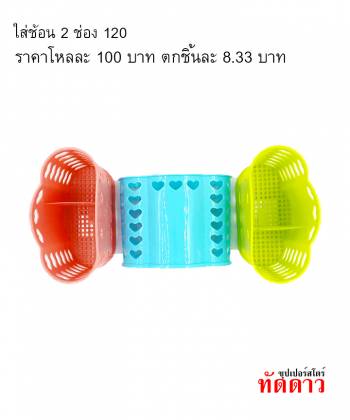 ใส่ช้อน 2 ช่อง 120
ราคาโหลละ 100 บาท ตกชิ้นละ 8.33 บาท
ซุปเปอร์สโตร์
ทัดดาว